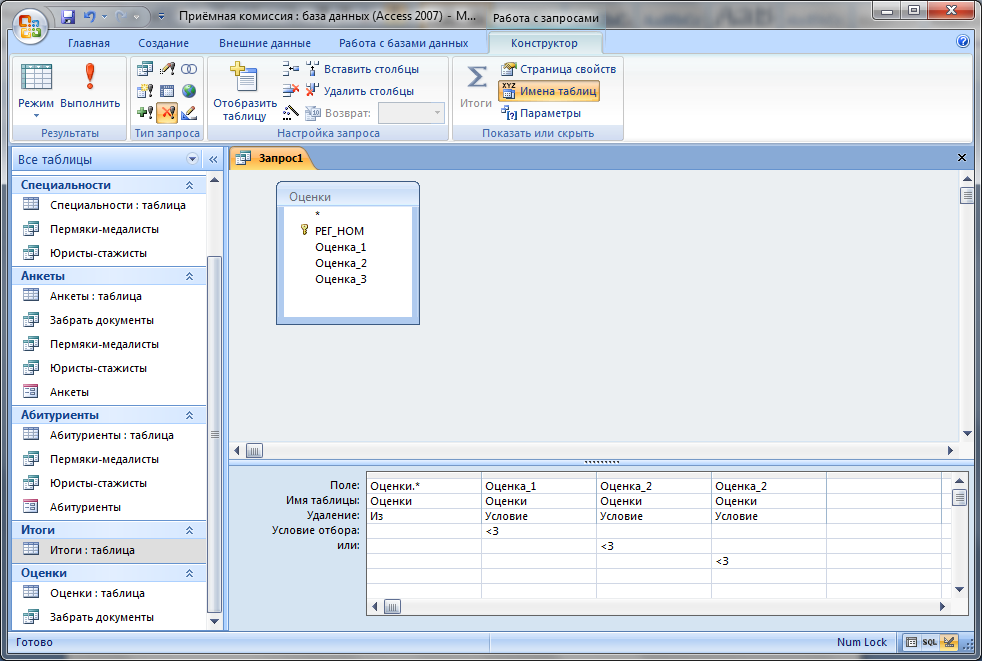 Приёмная комиссия : база данных (Access 2007) - M...
Работа с запросами
Главная
Создание
Внешние данные
Работа с базами данных
Конструктор
Режим
Выполнить
Результаты
Тип запроса
Отобразить таблицу
Вставить столбцы
Удалить столбцы
Возврат:
Настройка запроса
Σ
Итоги
Страница свойств
XYZ
Имена таблиц
Параметры
Показать или скрыть
Все таблицы
«
Запрос1
Специальности
Специальности : таблица
Пермяки-медалисты
Юристы-стажисты
Анкеты
Анкеты : таблица
Забрать документы
Пермяки-медалисты
Юристы-стажисты
Анкеты
Абитуриенты
Абитуриенты : таблица
Пермяки-медалисты
Юристы-стажисты
Абитуриенты
Итоги
Итоги : таблица
Оценки
Оценки : таблица
Забрать документы
Оценки
*
РЕГ_НОМ
Оценка_1
Оценка_2
Оценка_3
Поле: Оценки.* Оценка_1 Оценка_2 Оценка_2
Имя таблицы: Оценки Оценки Оценки Оценки
Удаление: Из Условие Условие Условие
Условие отбора: <3
или: <3
<3
Готово
Num Lock
SQL